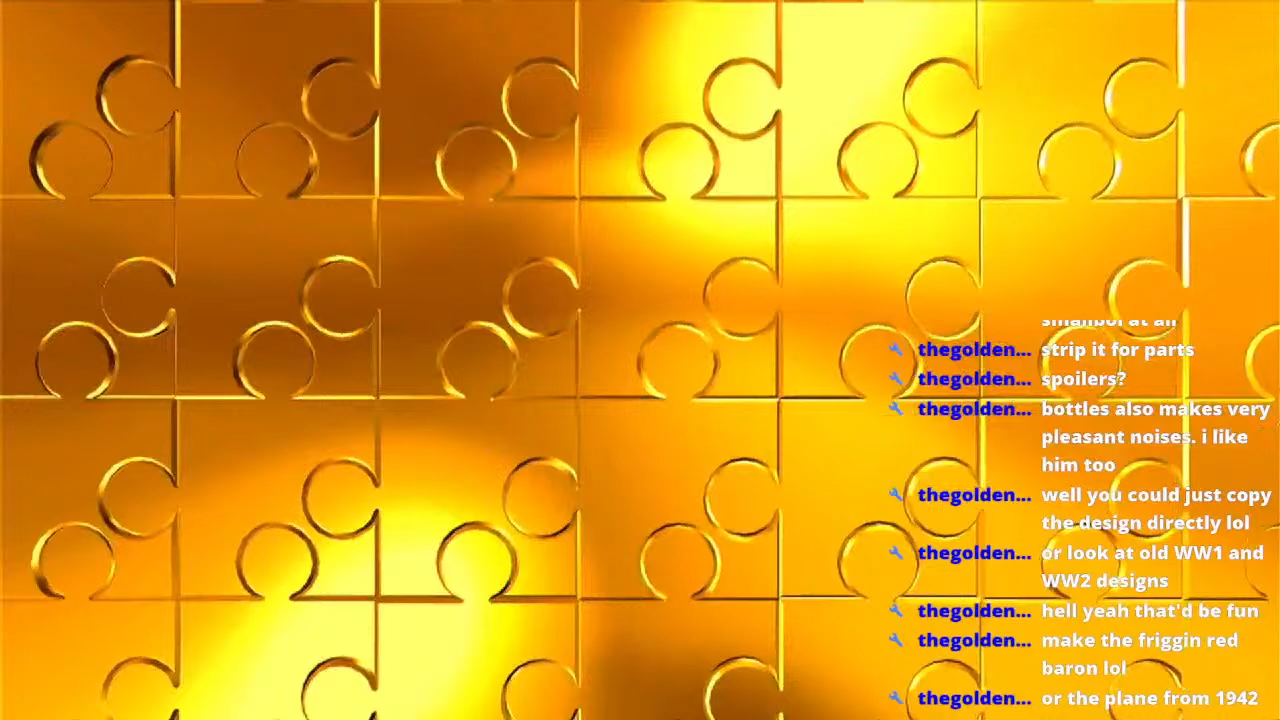 thegolden... strip it for parts
thegolden... spoilers?
thegolden... bottles also makes very
pleasant noises. i like
him too
thegolden... well you could just copy
the design directly lol
thegolden... or look at old WW1 and
WW2 designs
thegolden... hell yeah that'd be fun
thegolden... make the friggin red
baron lol
thegolden... or the plane from 1942